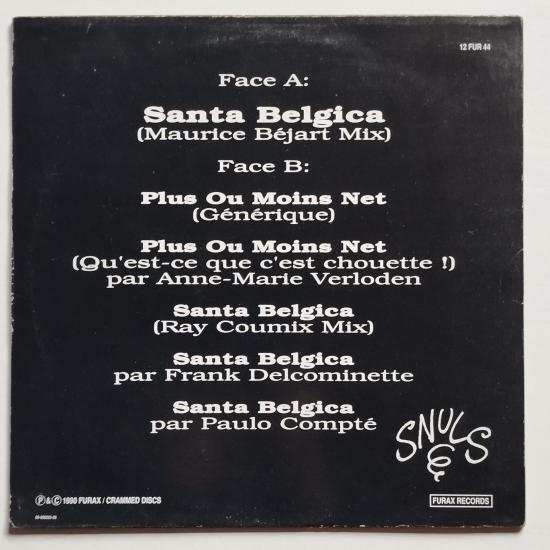 12 FUR 44
Face A:
Santa Belgica
(Maurice Béjart Mix)
Face B:
Plus Ou Moins Net
(Générique)
Plus Ou Moins Net
(Qu'est-ce que c'est chouette !)
par Anne-Marie Verloden
Santa Belgica
(Ray Coumix Mix)
Santa Belgica
par Frank Delcominette
Santa Belgica
par Paulo Compté
SNULS
Ⓟ&Ⓒ 1990 FURAX / CRAMMED DISCS
FURAX RECORDS